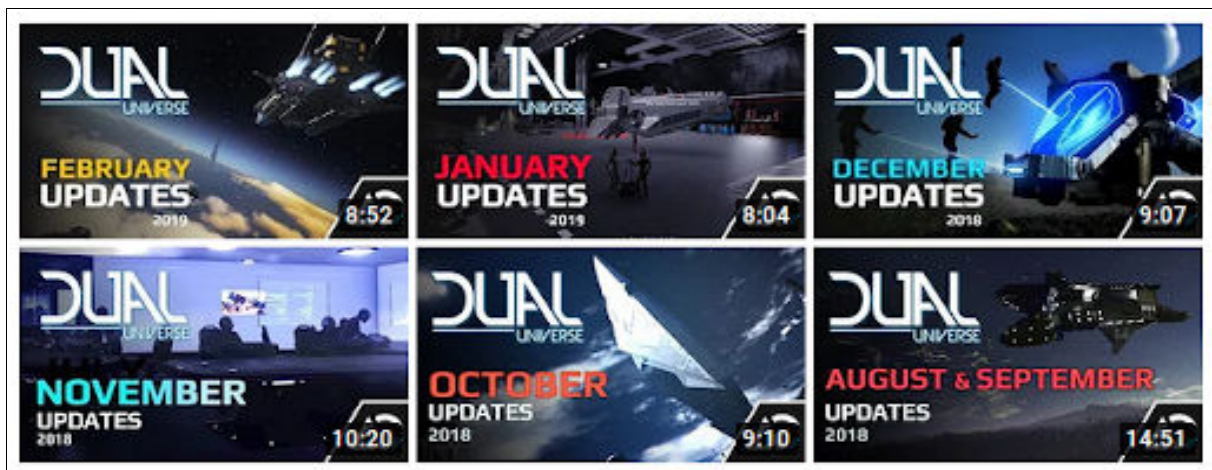 DUAL
UNIVERSE
FEBRUARY
UPDATES
2019
8:52
DUAL
UNIVERSE
JANUARY
UPDATES
2019
8:04
DUAL
UNIVERSE
DECEMBER
UPDATES
2018
9:07
DUAL
UNIVERSE
NOVEMBER
UPDATES
2018
10:20
DUAL
UNIVERSE
OCTOBER
UPDATES
2018
9:10
DUAL
UNIVERSE
AUGUST & SEPTEMBER
UPDATES
2018
14:51